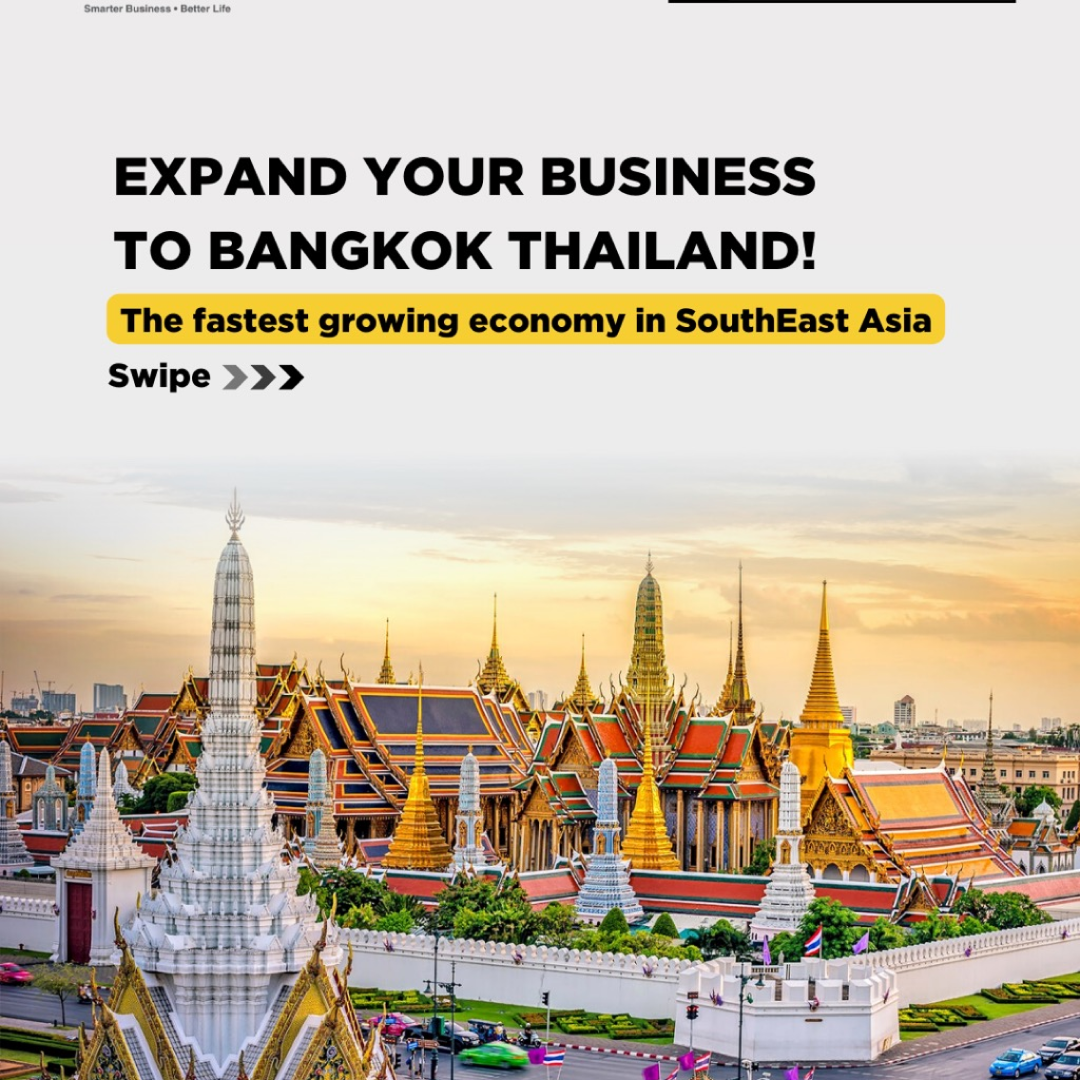 Smarter Business • Better Life
EXPAND YOUR BUSINESS
TO BANGKOK THAILAND!
The fastest growing economy in SouthEast Asia
Swipe